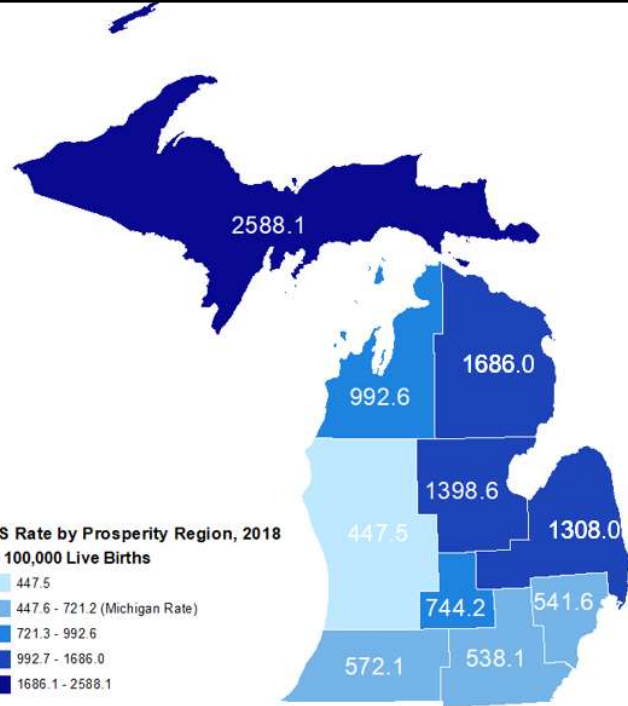 2588.1
1686.0
992.6
1398.6
447.5
1308.0
744.2
541.6
572.1
538.1
S Rate by Prosperity Region, 2018
100,000 Live Births
447.5
447.6 - 721.2 (Michigan Rate)
721.3 - 992.6
992.7 - 1686.0
1686.1 - 2588.1